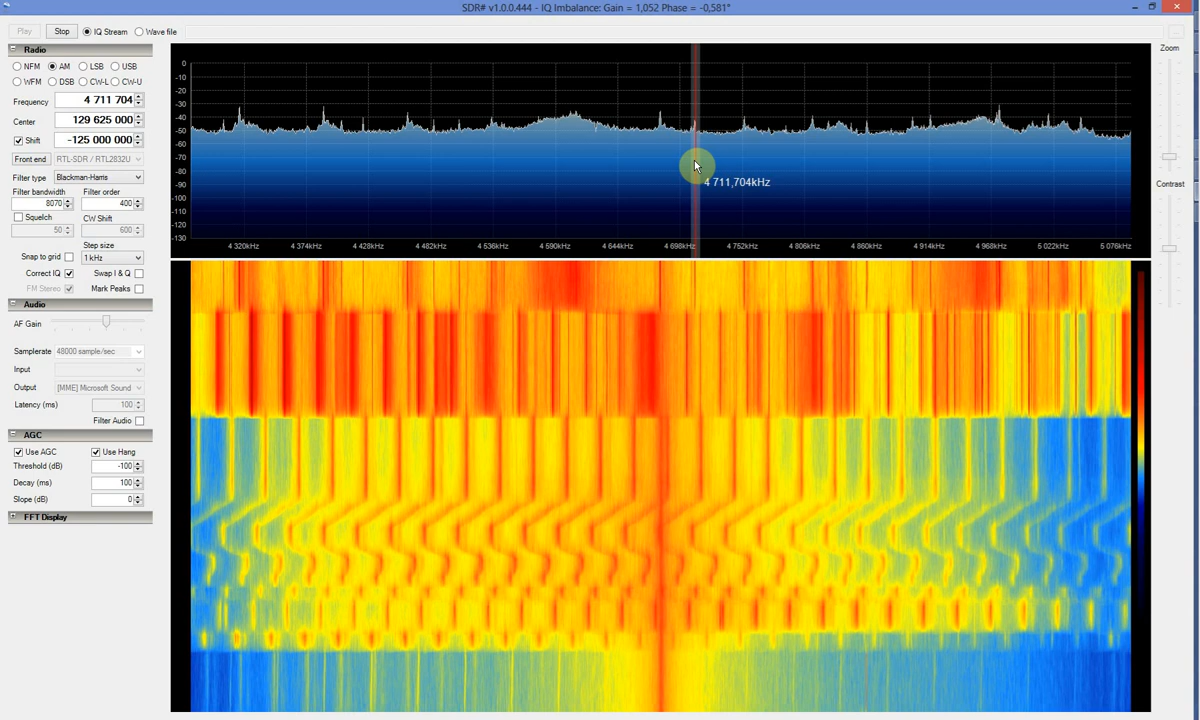 SDR# v1.0.0.444 - IQ Imbalance: Gain = 1,052 Phase = -0,581°
Play Stop IQ Stream Wave file ...
Radio
NFM AM LSB USB
WFM DSB CW-L CW-U
Frequency 4 711 704
Center 129 625 000
Shift -125 000 000
Front end RTL-SDR / RTL2832U
Filter type Blackman-Harris
Filter bandwidth Filter order
8070 400
Squelch CW Shift
50 600
Step size
Snap to grid 1 kHz
Correct IQ Swap I & Q
FM Stereo Mark Peaks
Audio
AF Gain
Samplerate 48000 sample/sec
Input
Output [MME] Microsoft Sound
Latency (ms) 100
Filter Audio
AGC
Use AGC Use Hang
Threshold (dB) -100
Decay (ms) 100
Slope (dB) 0
FFT Display
0
-10
-20
-30
-40
-50
-60
-70
-80
-90
-100
-110
-120
-130
4 711,704kHz
4 320kHz 4 374kHz 4 428kHz 4 482kHz 4 536kHz 4 590kHz 4 644kHz 4 698kHz 4 752kHz 4 806kHz 4 860kHz 4 914kHz 4 968kHz 5 022kHz 5 076kHz
Zoom
Contrast